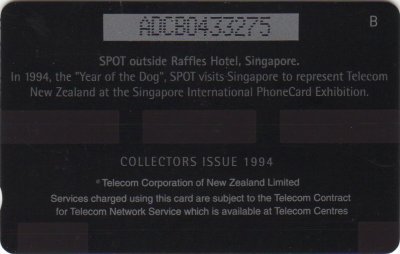 ADCB0433275 B
SPOT outside Raffles Hotel, Singapore.
In 1994, the "Year of the Dog", SPOT visits Singapore to represent Telecom
New Zealand at the Singapore International PhoneCard Exhibition.
COLLECTORS ISSUE 1994
® Telecom Corporation of New Zealand Limited
Services charged using this card are subject to the Telecom Contract
for Telecom Network Service which is available at Telecom Centres